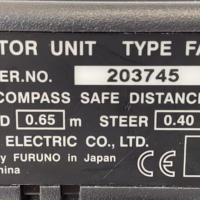 TOR UNIT TYPE FA
ER.NO. 203745
COMPASS SAFE DISTANC
D 0.65 m STEER 0.40
ELECTRIC CO., LTD.
y FURUNO in Japan
hina